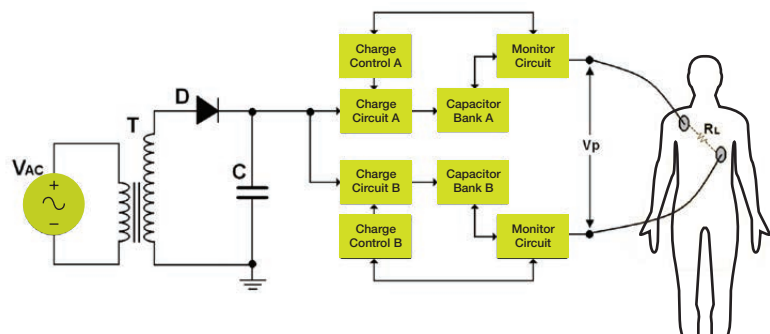 Charge
Control A
Monitor
Circuit
D
T
Charge
Circuit A
Capacitor
Bank A
VAC
+
−
C
Vp
RL
Charge
Circuit B
Capacitor
Bank B
Charge
Control B
Monitor
Circuit